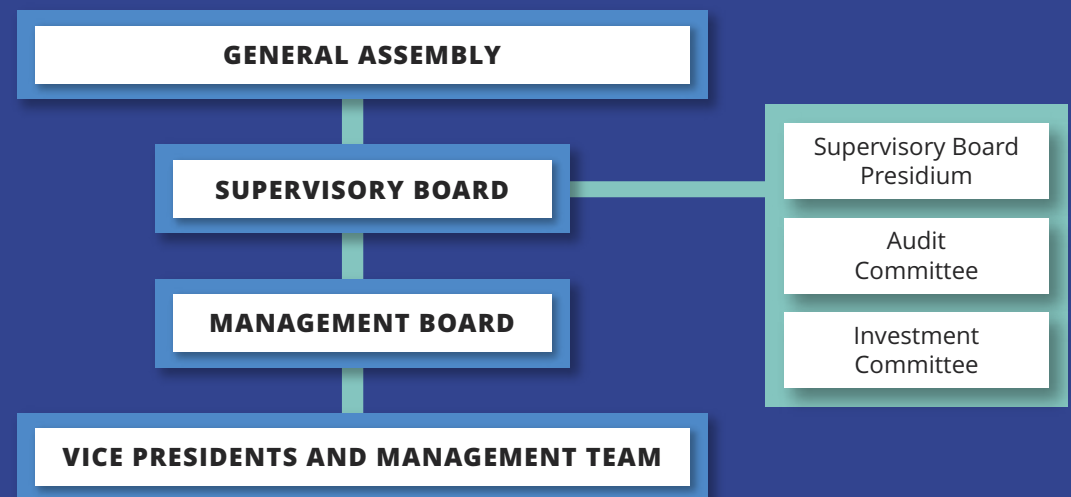 GENERAL ASSEMBLY
SUPERVISORY BOARD
Supervisory Board
Presidium
Audit
Committee
Investment
Committee
MANAGEMENT BOARD
VICE PRESIDENTS AND MANAGEMENT TEAM